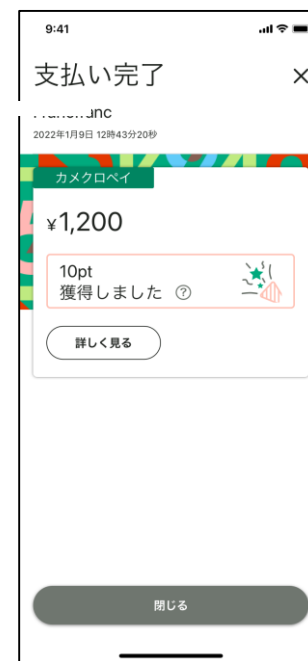 9:41
支払い完了
2022年1月9日 12時43分20秒
カメクロペイ
¥1,200
10pt
獲得しました ?
詳しく見る
閉じる